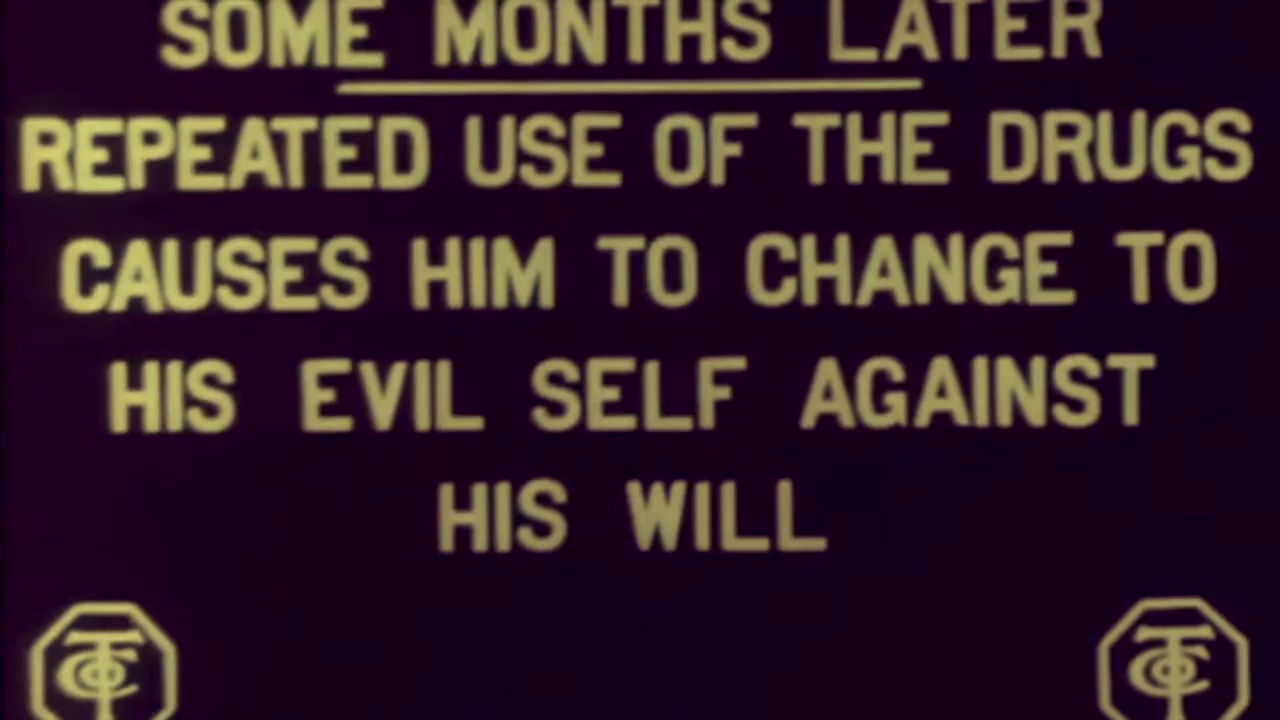 SOME MONTHS LATER
REPEATED USE OF THE DRUGS
CAUSES HIM TO CHANGE TO
HIS EVIL SELF AGAINST
HIS WILL